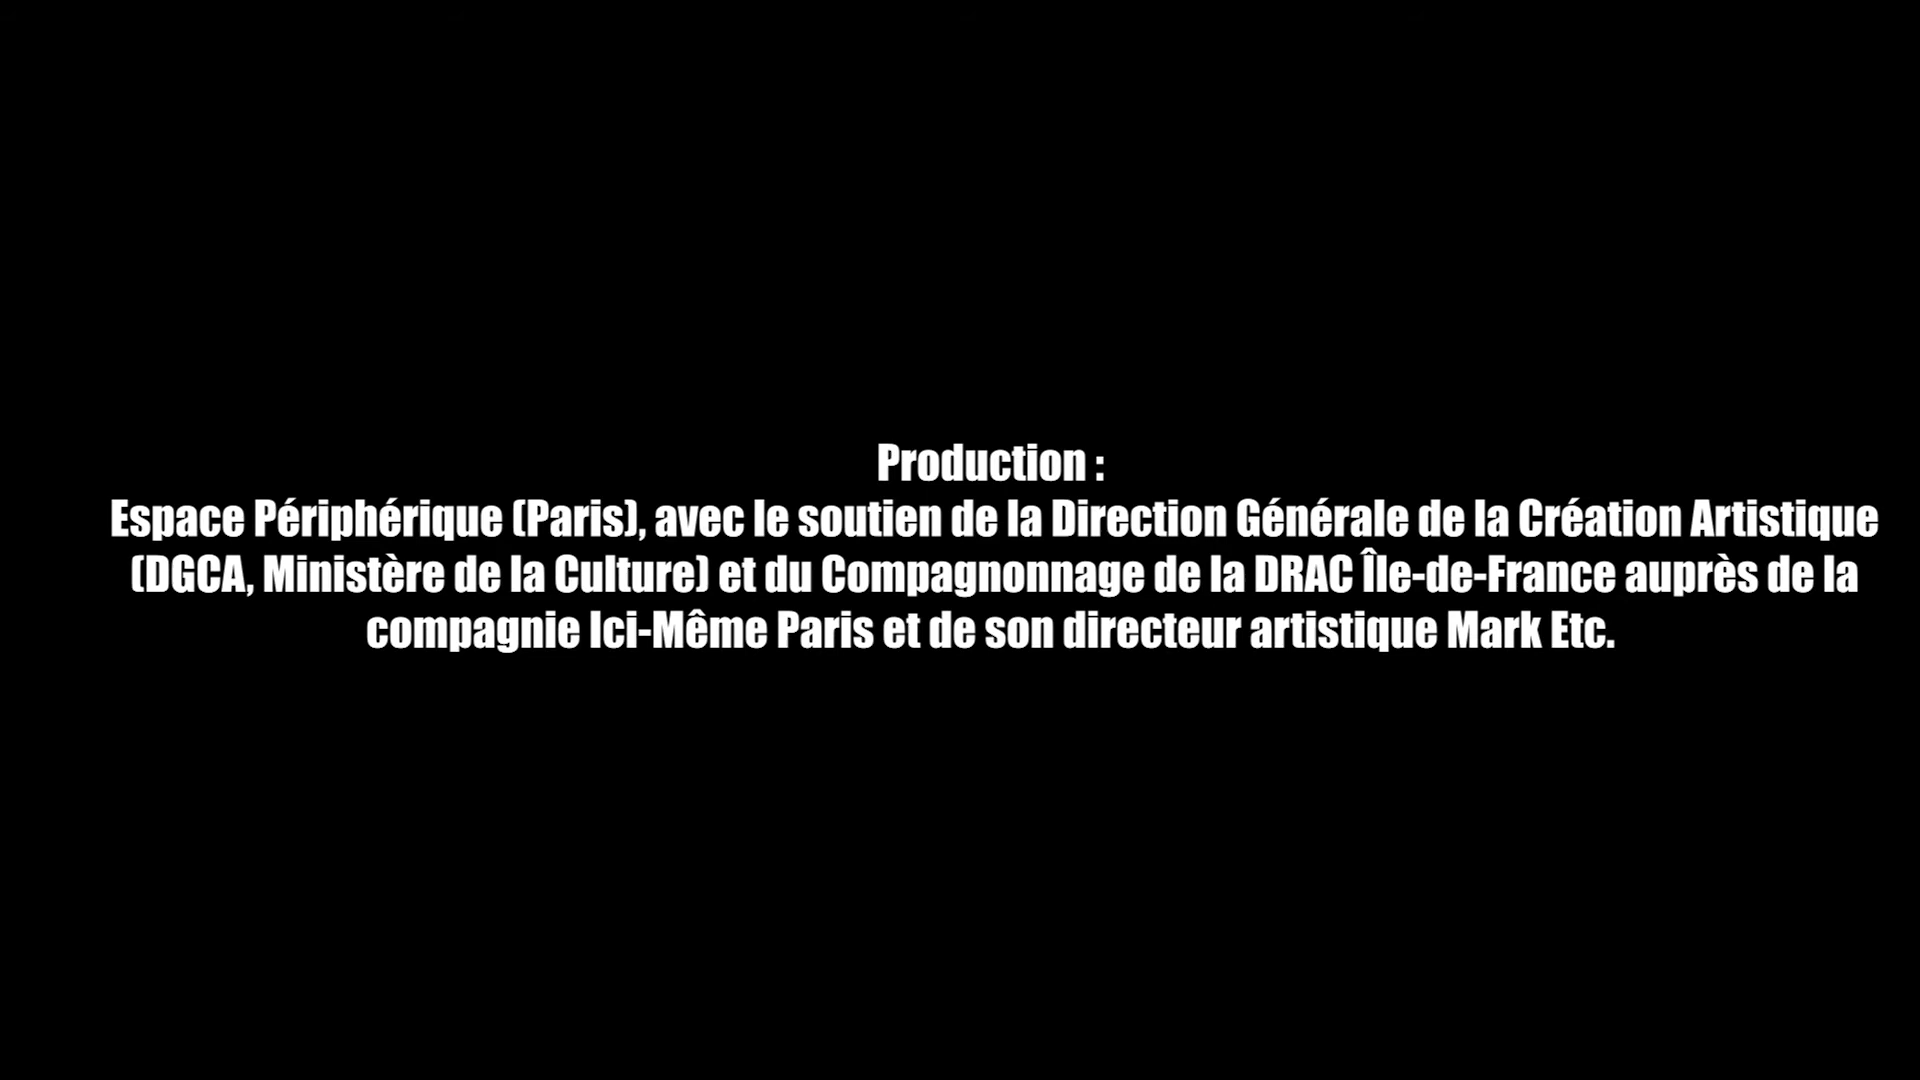 Production :
Espace Périphérique (Paris), avec le soutien de la Direction Générale de la Création Artistique
(DGCA, Ministère de la Culture) et du Compagnonnage de la DRAC Île-de-France auprès de la
compagnie Ici-Même Paris et de son directeur artistique Mark Etc.